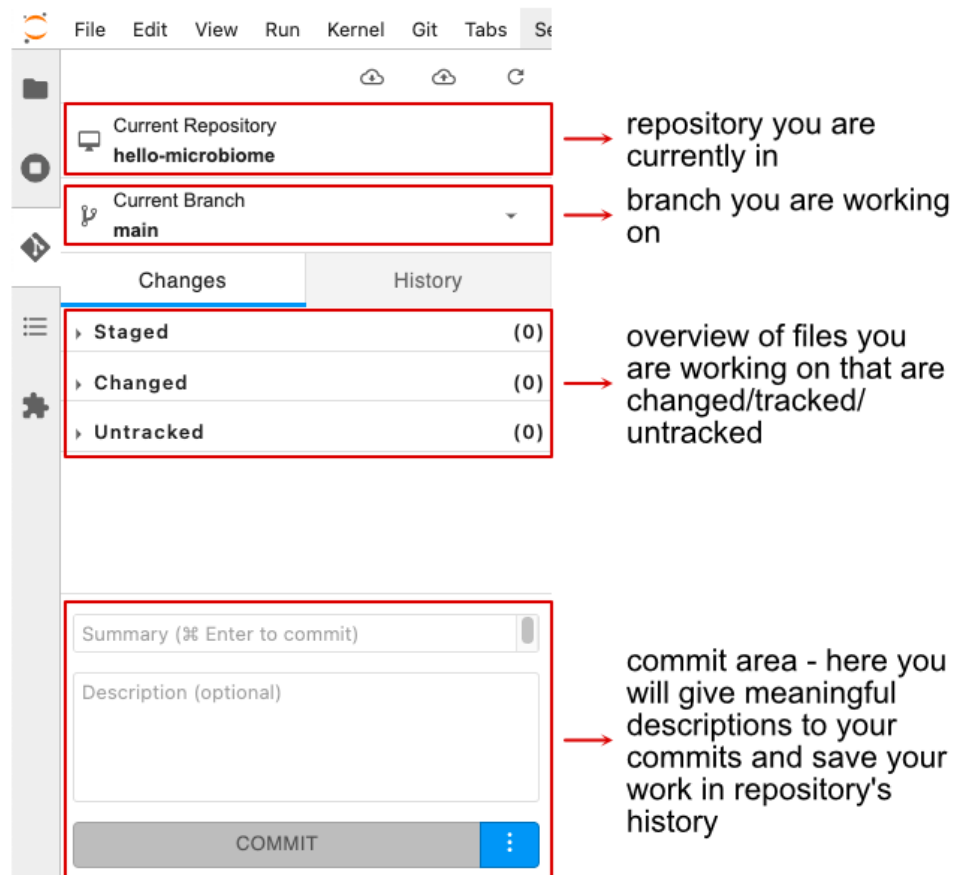 File Edit View Run Kernel Git Tabs Se
Current Repository
hello-microbiome
repository you are
currently in
Current Branch
main
branch you are working
on
Changes History
Staged (0)
Changed (0)
Untracked (0)
overview of files you
are working on that are
changed/tracked/
untracked
Summary (⌘ Enter to commit)
Description (optional)
COMMIT
commit area - here you
will give meaningful
descriptions to your
commits and save your
work in repository's
history